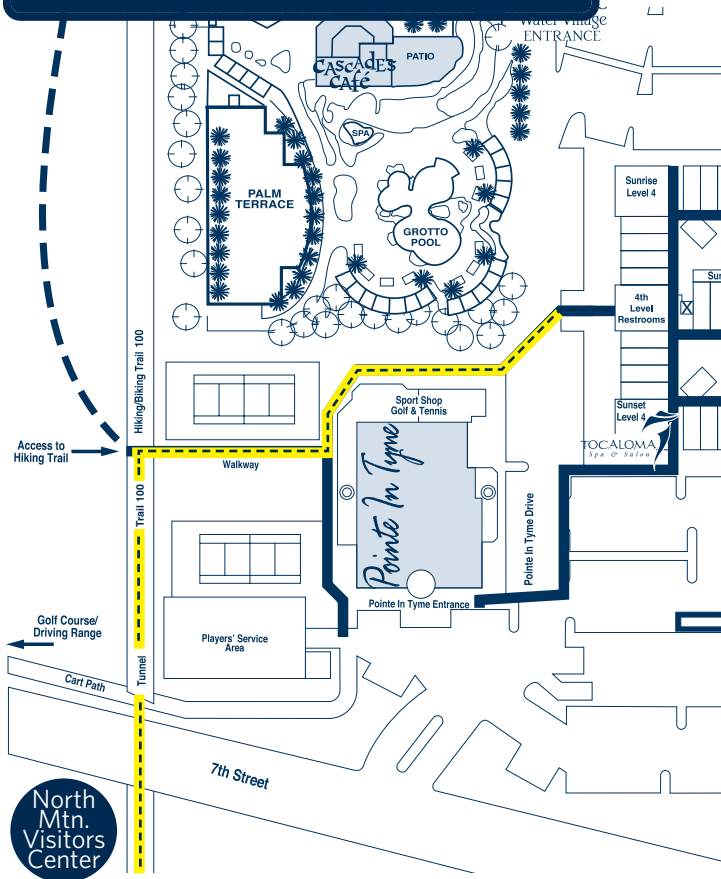 Water Village
ENTRANCE
CASCAdES
CAfé
PATIO
SPA
PALM
TERRACE
GROTTO
POOL
Sunrise
Level 4
Sun
4th
Level
Restrooms
Hiking/Biking Trail 100
Sport Shop
Golf & Tennis
Sunset
Level 4
TOCALOMA
Spa & Salon
Access to
Hiking Trail
Walkway
Pointe In Tyme
Trail 100
Pointe In Tyme Drive
Pointe In Tyme Entrance
Golf Course/
Driving Range
Players' Service
Area
Tunnel
Cart Path
7th Street
North
Mtn.
Visitors
Center